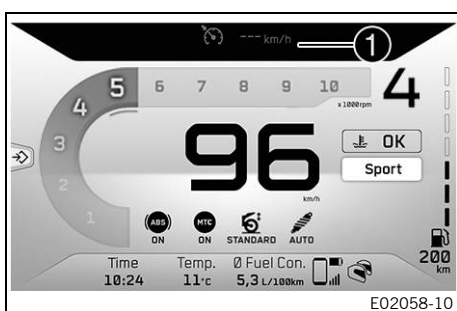 --- km/h
1
5 6 7 8 9 10
4
4
x 1000 rpm
3
OK
96
Sport
2
km/h
1
(ABS) MTC
ON ON STANDARD AUTO
200
km
Time Temp. Ø Fuel Con.
10:24 11°C 5,3 L/100km
E02058-10